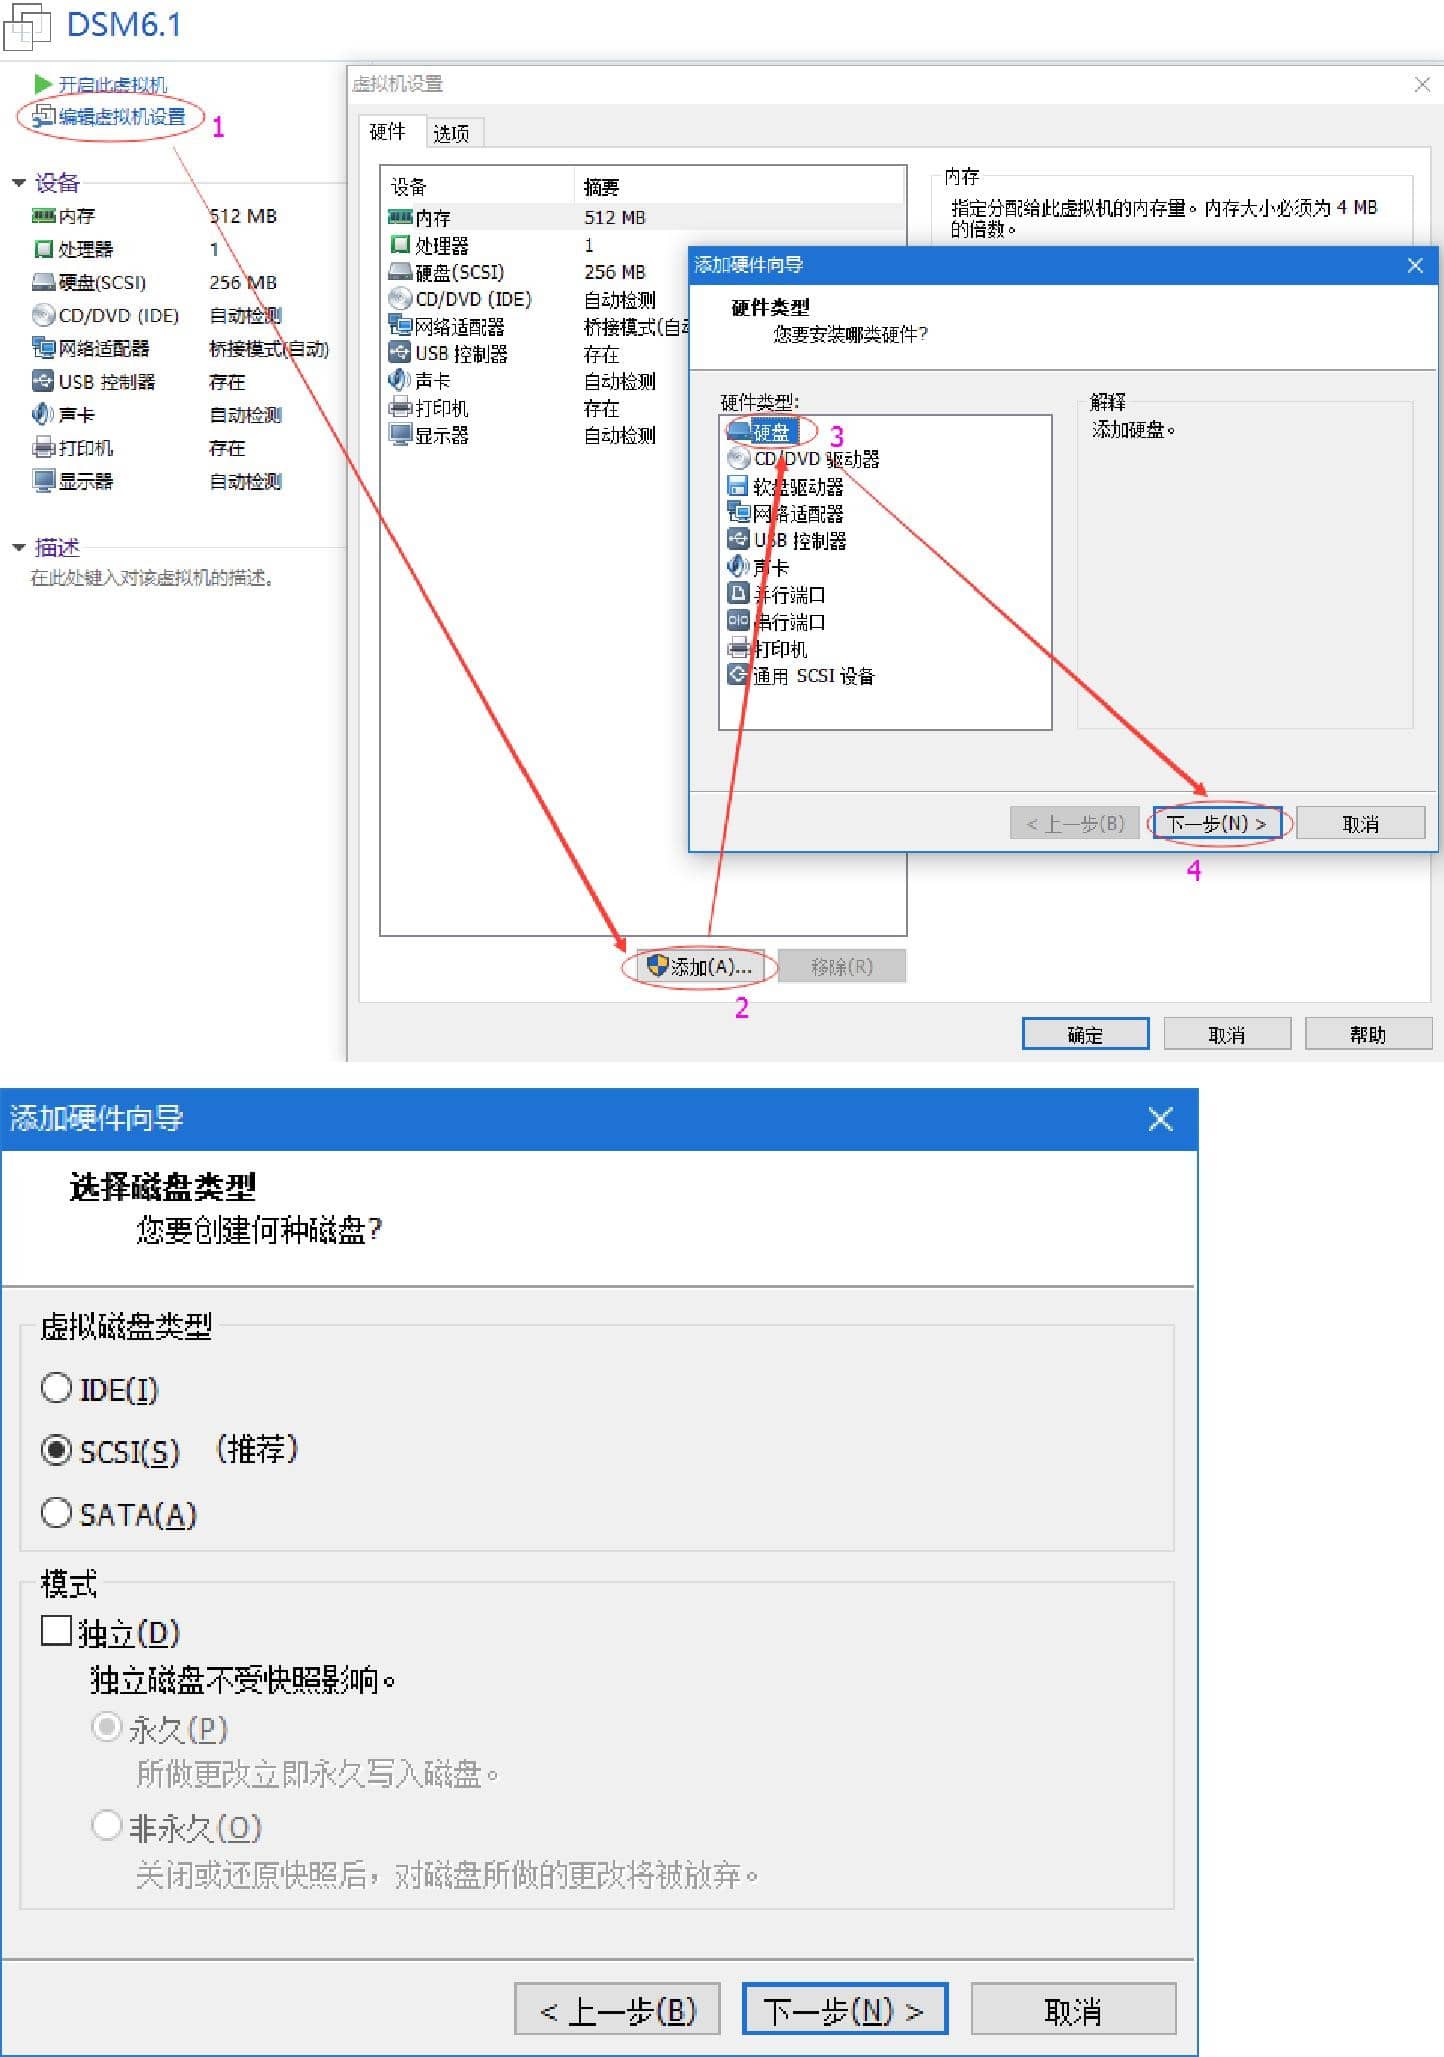 DSM6.1
开启此虚拟机
编辑虚拟机设置
1
设备
内存 512 MB
处理器 1
硬盘(SCSI) 256 MB
CD/DVD (IDE) 自动检测
网络适配器 桥接模式(自动)
USB 控制器 存在
声卡 自动检测
打印机 存在
显示器 自动检测
描述
在此处键入对该虚拟机的描述。
虚拟机设置
硬件 选项
设备 摘要
内存 512 MB
处理器 1
硬盘(SCSI) 256 MB
CD/DVD (IDE) 自动检测
网络适配器 桥接模式(自
USB 控制器 存在
声卡 自动检测
打印机 存在
显示器 自动检测
内存
指定分配给此虚拟机的内存量。内存大小必须为 4 MB
的倍数。
添加硬件向导
硬件类型
您要安装哪类硬件?
硬件类型:
硬盘
3
CD/DVD 驱动器
软盘驱动器
网络适配器
USB 控制器
声卡
并行端口
串行端口
打印机
通用 SCSI 设备
解释
添加硬盘。
< 上一步(B) 下一步(N) > 取消
4
添加(A)... 移除(R)
2
确定 取消 帮助
添加硬件向导
选择磁盘类型
您要创建何种磁盘?
虚拟磁盘类型
IDE(I)
SCSI(S) (推荐)
SATA(A)
模式
独立(D)
独立磁盘不受快照影响。
永久(P)
所做更改立即永久写入磁盘。
非永久(O)
关闭或还原快照后，对磁盘所做的更改将被放弃。
< 上一步(B) 下一步(N) > 取消